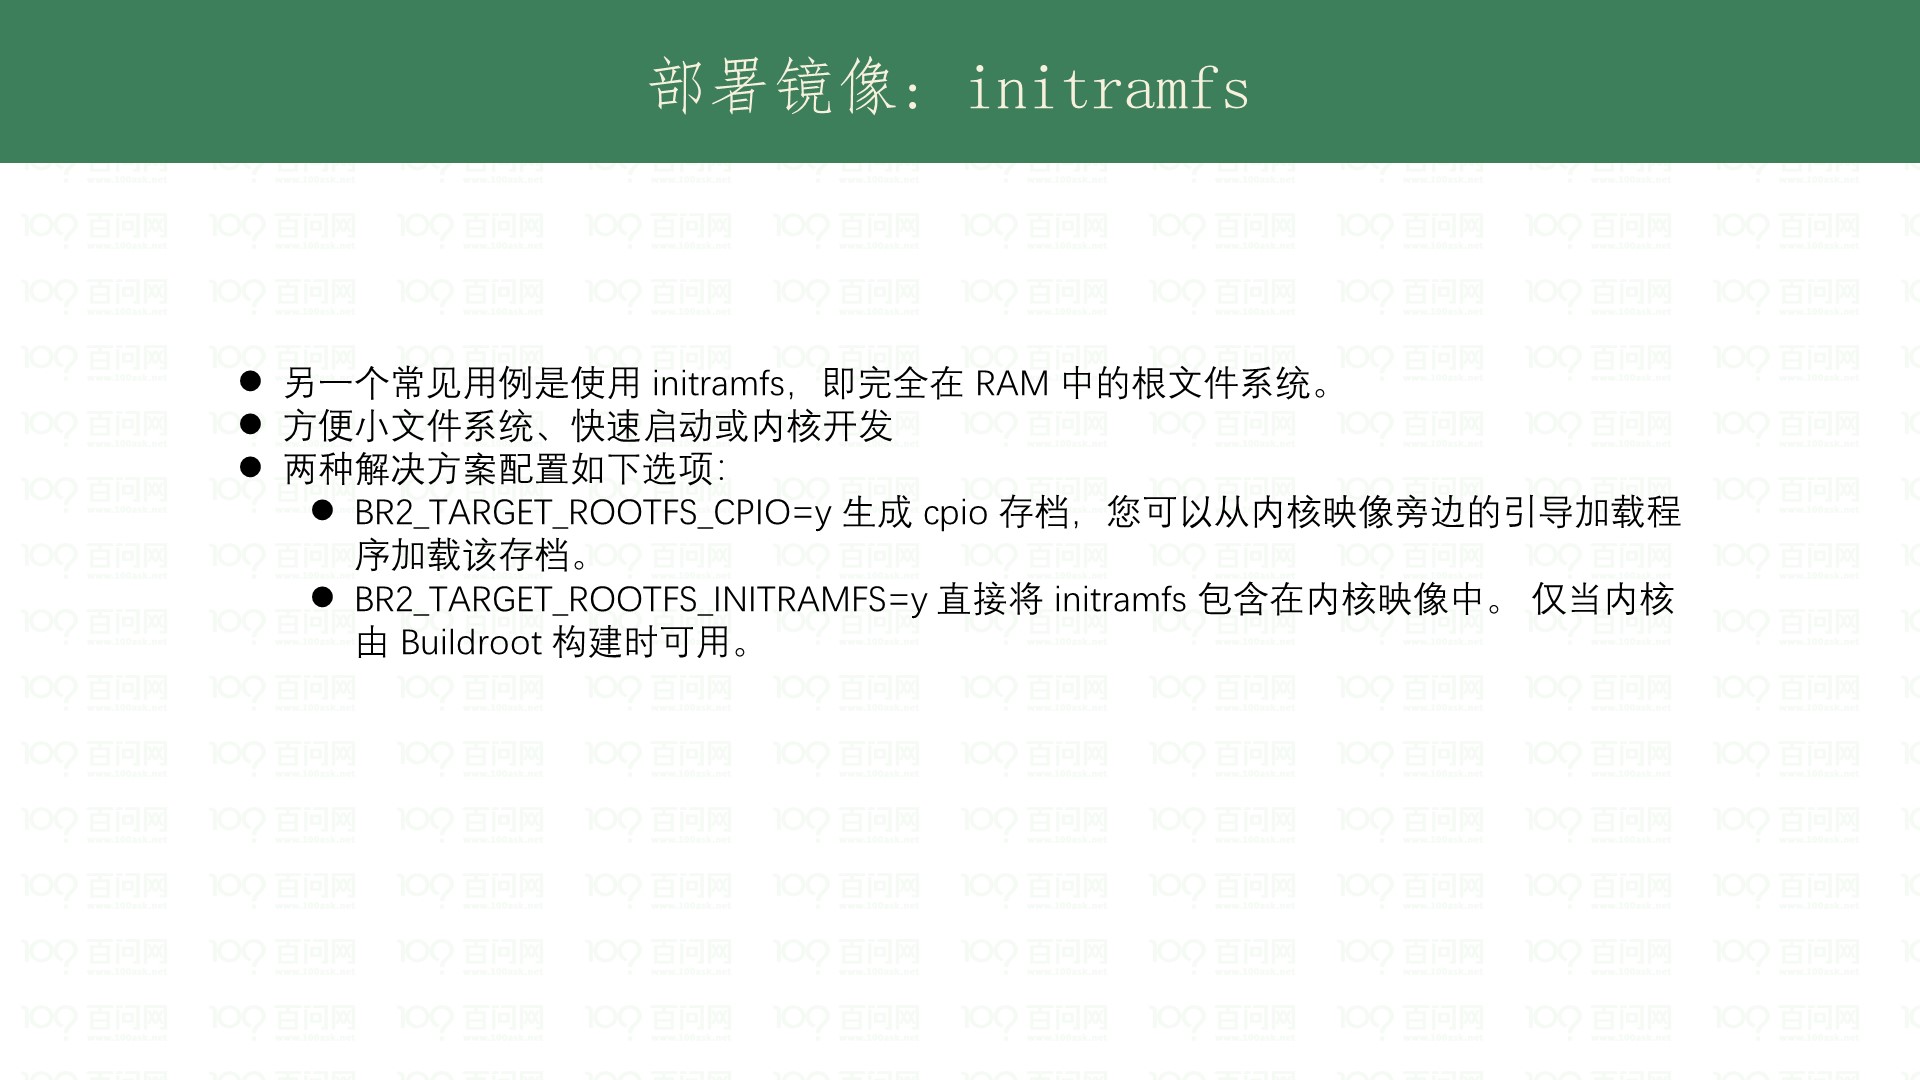 部署镜像：initramfs
● 另一个常见用例是使用 initramfs，即完全在 RAM 中的根文件系统。
● 方便小文件系统、快速启动或内核开发
● 两种解决方案配置如下选项：
● BR2_TARGET_ROOTFS_CPIO=y 生成 cpio 存档，您可以从内核映像旁边的引导加载程
序加载该存档。
● BR2_TARGET_ROOTFS_INITRAMFS=y 直接将 initramfs 包含在内核映像中。 仅当内核
由 Buildroot 构建时可用。
百问网